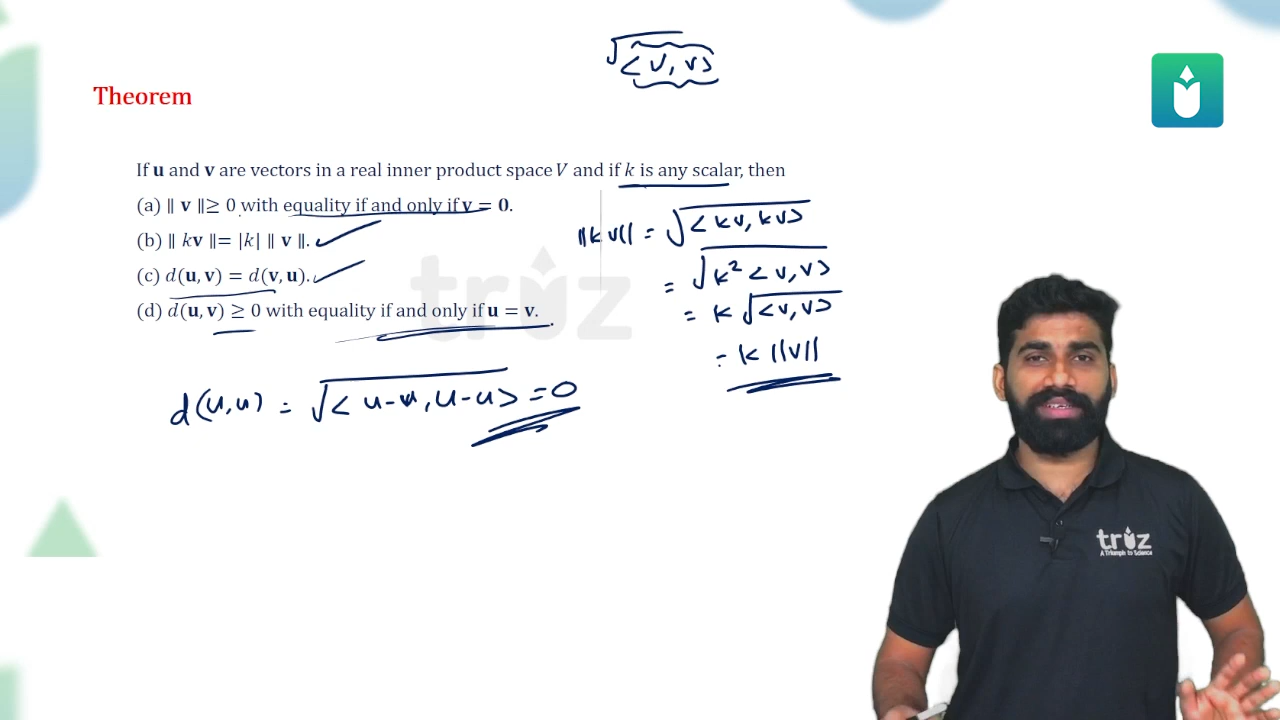 √<v, v>
Theorem
If u and v are vectors in a real inner product space V and if k is any scalar, then
(a) ∥ v ∥≥ 0 with equality if and only if v = 0.
(b) ∥ kv ∥= |k| ∥ v ∥.
(c) d(u, v) = d(v, u).
(d) d(u, v) ≥ 0 with equality if and only if u = v.
||kv|| = √<kv, kv>
= √k² <v, v>
= k √<v, v>
= k ||v||
d(u, u) = √<u-u, u-u> = 0
truz
truz
A Triumph to Science